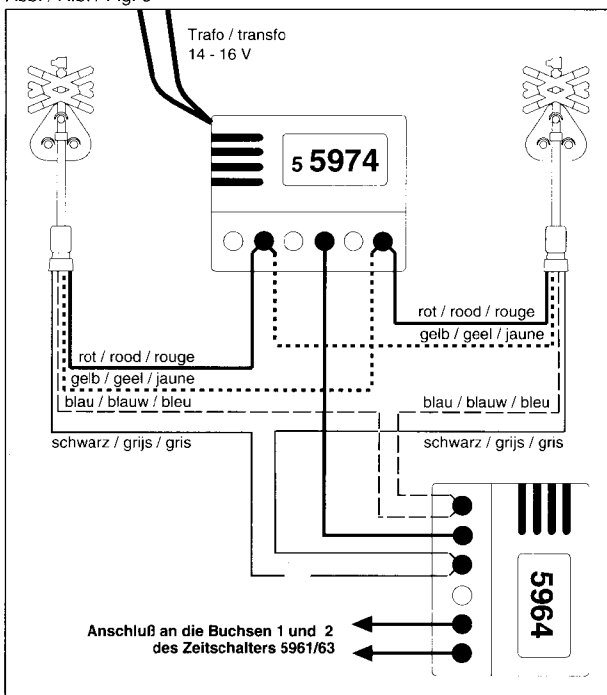 Trafo / transfo
14 - 16 V
5 5974
rot / rood / rouge
gelb / geel / jaune
rot / rood / rouge
gelb / geel / jaune
blau / blauw / bleu
blau / blauw / bleu
schwarz / grijs / gris
schwarz / grijs / gris
5964
Anschluß an die Buchsen 1 und 2
des Zeitschalters 5961/63